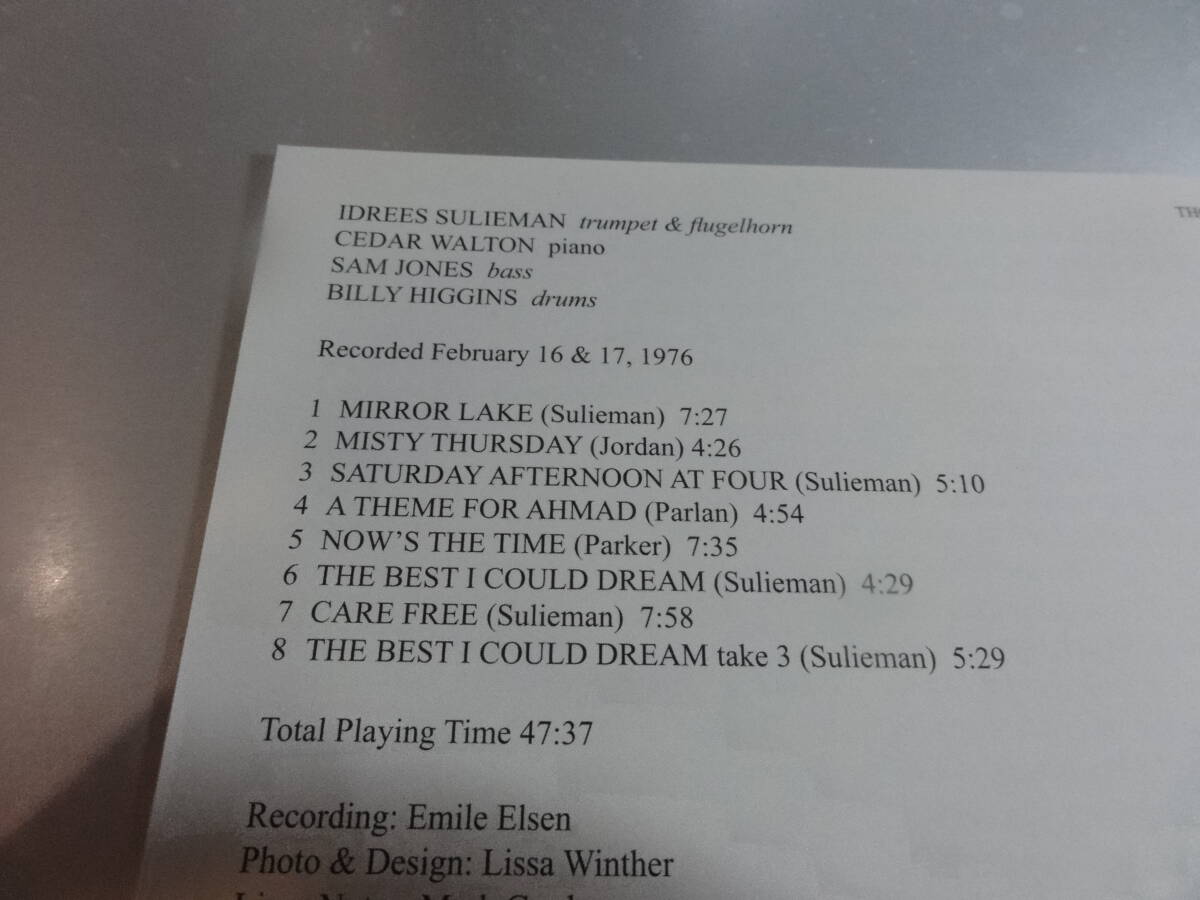 IDREES SULIEMAN trumpet & flugelhorn
CEDAR WALTON piano
SAM JONES bass
BILLY HIGGINS drums
Recorded February 16 & 17, 1976
1 MIRROR LAKE (Sulieman) 7:27
2 MISTY THURSDAY (Jordan) 4:26
3 SATURDAY AFTERNOON AT FOUR (Sulieman) 5:10
4 A THEME FOR AHMAD (Parlan) 4:54
5 NOW'S THE TIME (Parker) 7:35
6 THE BEST I COULD DREAM (Sulieman) 4:29
7 CARE FREE (Sulieman) 7:58
8 THE BEST I COULD DREAM take 3 (Sulieman) 5:29
Total Playing Time 47:37
Recording: Emile Elsen
Photo & Design: Lissa Winther